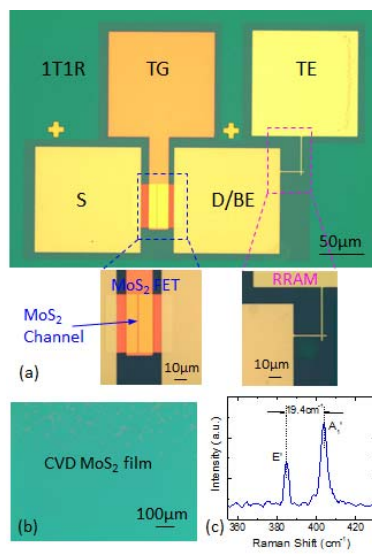 1T1R
TG
TE
S
D/BE
50μm
MoS₂ FET
RRAM
MoS₂
Channel
10μm
10μm
(a)
CVD MoS₂ film
100μm
(b)
(c)
19.4cm⁻¹
E'
A₁'
Intensity (a.u.)
360 380 400 420
Raman Shift (cm⁻¹)